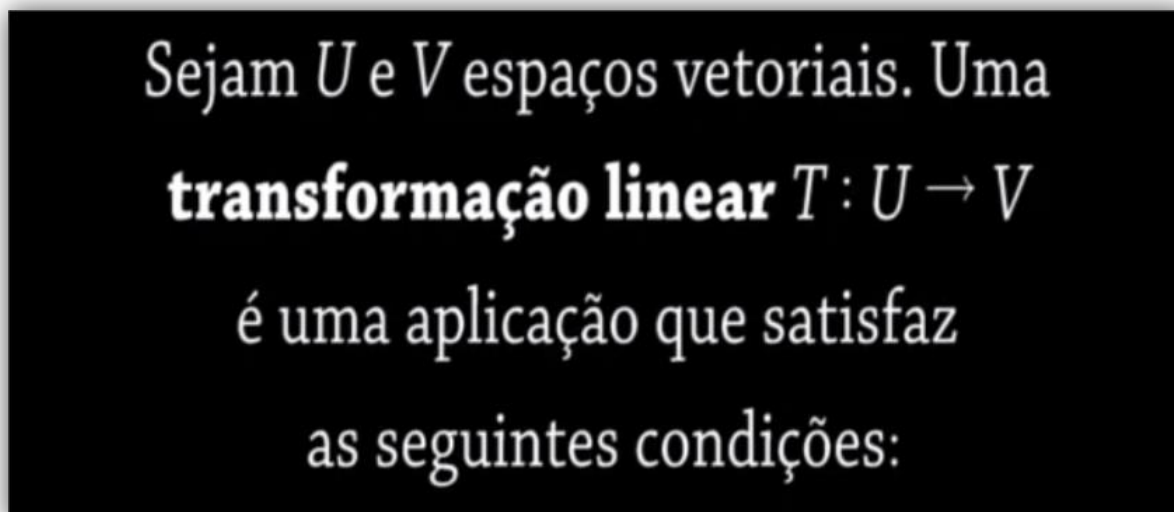 Sejam U e V espaços vetoriais. Uma
transformação linear T : U → V
é uma aplicação que satisfaz
as seguintes condições: